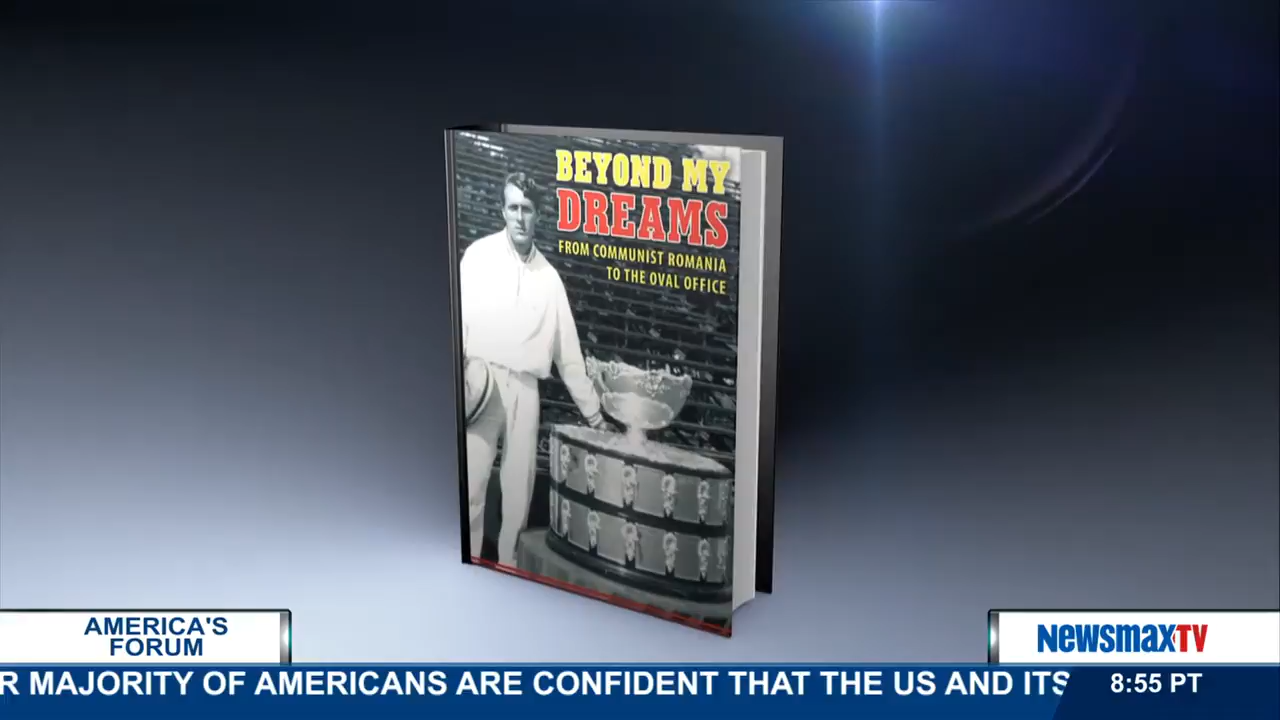 BEYOND MY
DREAMS
FROM COMMUNIST ROMANIA
TO THE OVAL OFFICE
AMERICA'S
FORUM
NEWSMAXTV
R MAJORITY OF AMERICANS ARE CONFIDENT THAT THE US AND ITS
8:55 PT